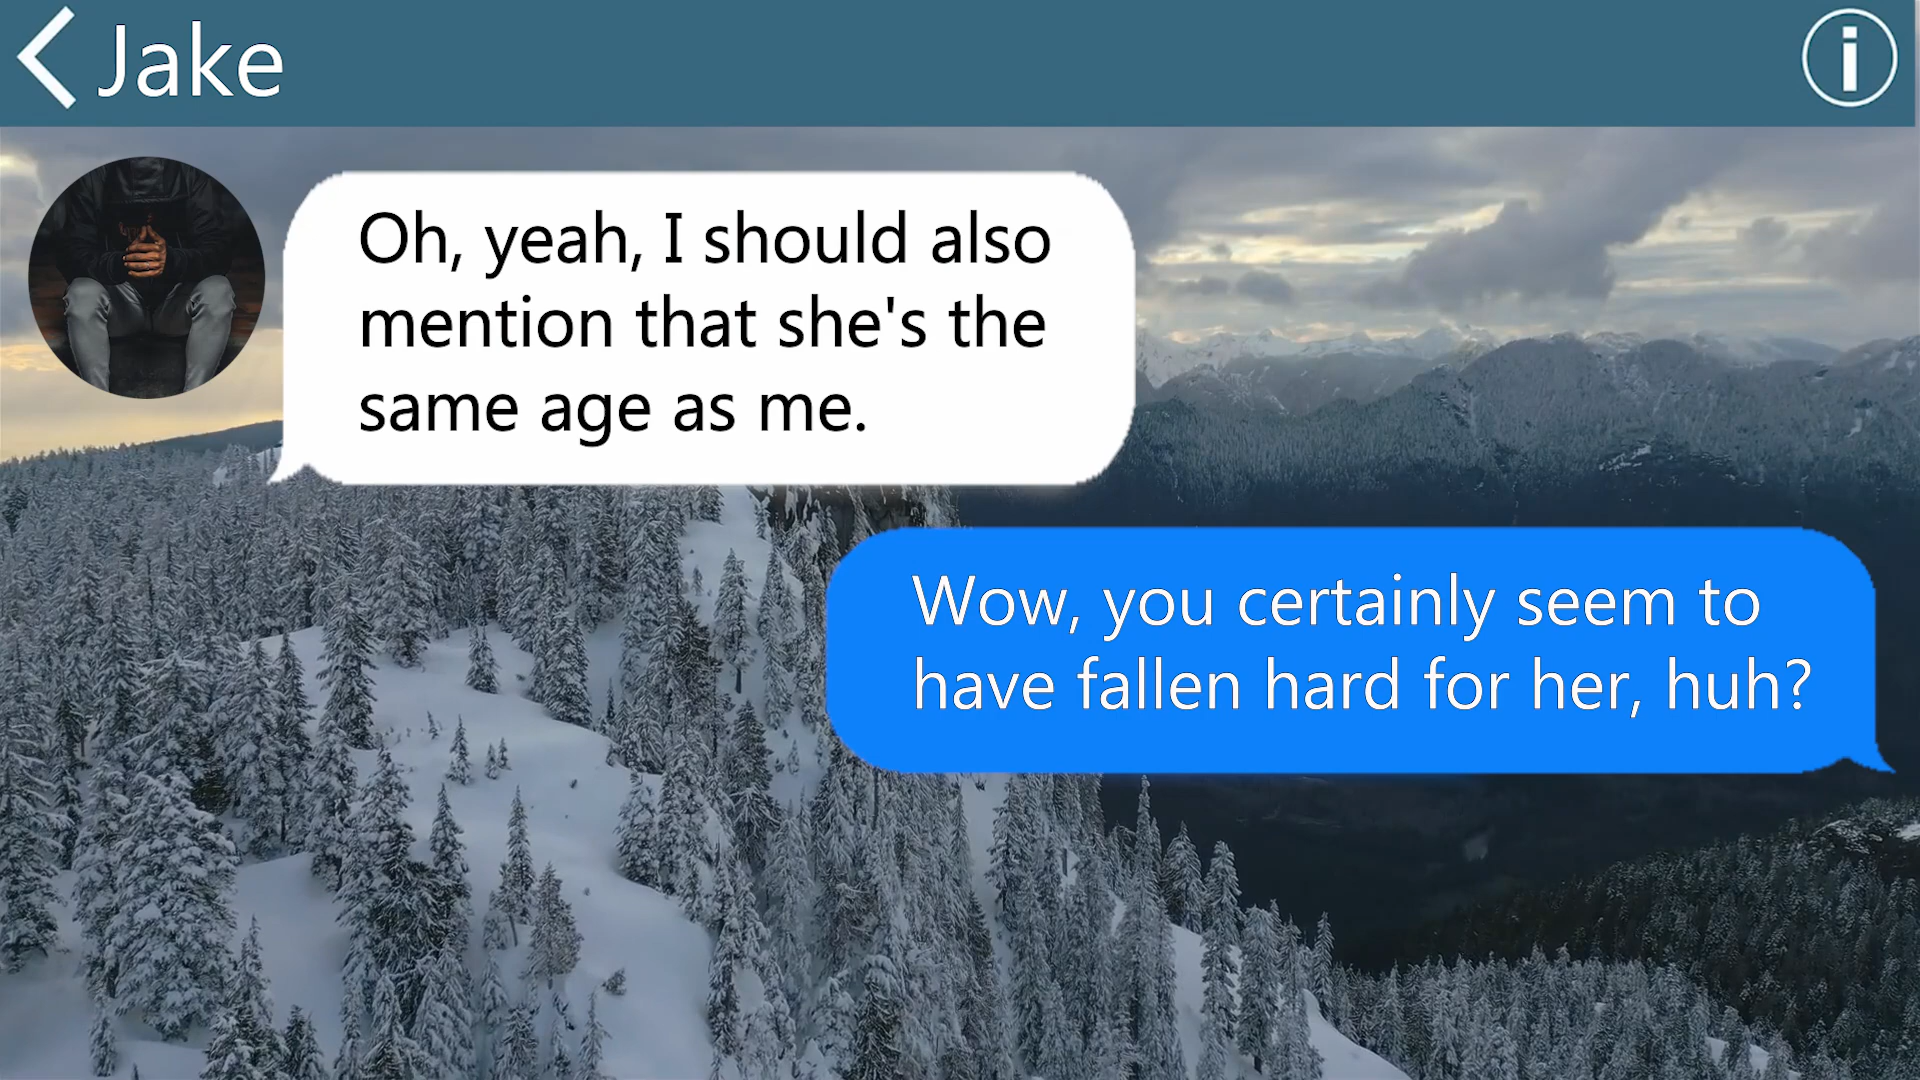 Jake
Oh, yeah, I should also
mention that she's the
same age as me.
Wow, you certainly seem to
have fallen hard for her, huh?